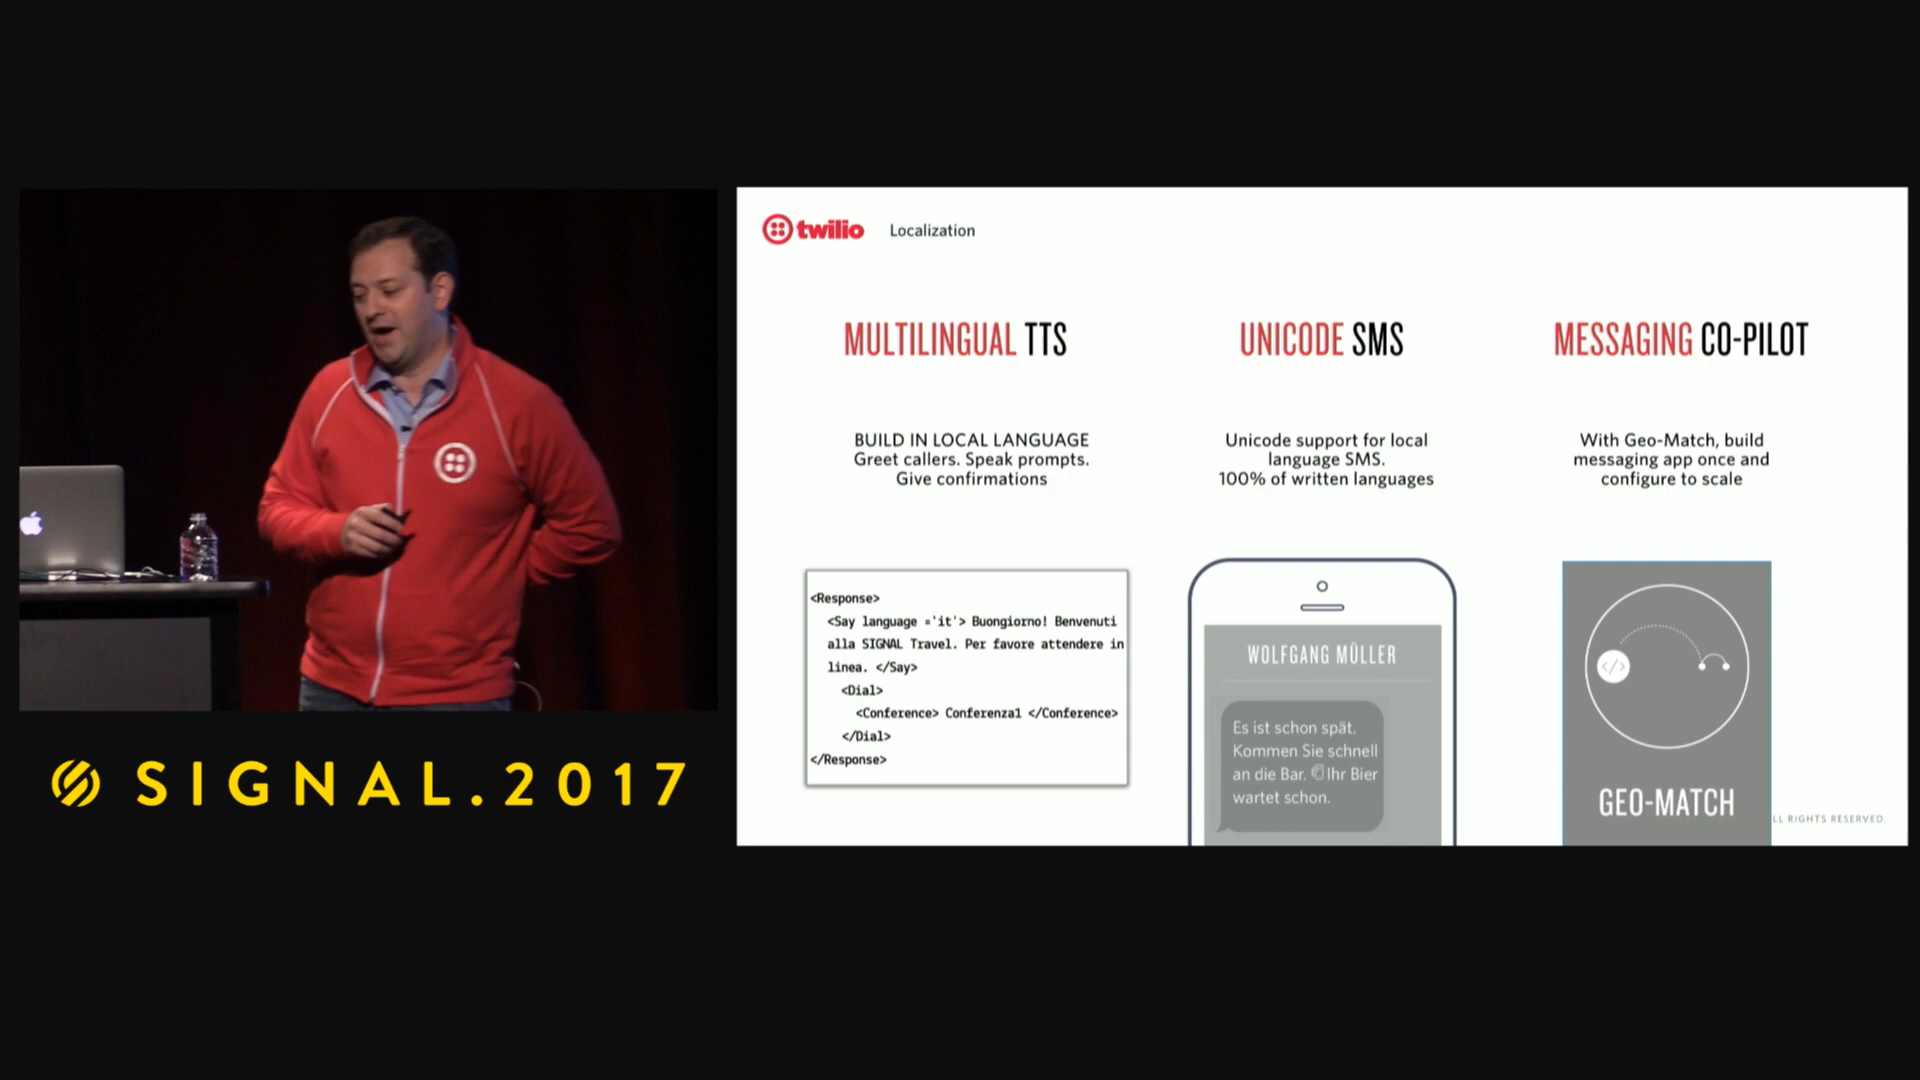 twilio
Localization
MULTILINGUAL TTS
BUILD IN LOCAL LANGUAGE
Greet callers. Speak prompts.
Give confirmations
<Response>
<Say language ='it'> Buongiorno! Benvenuti
alla SIGNAL Travel. Per favore attendere in
linea. </Say>
<Dial>
<Conference> Conferenza1 </Conference>
</Dial>
</Response>
UNICODE SMS
Unicode support for local
language SMS.
100% of written languages
WOLFGANG MÜLLER
Es ist schon spät.
Kommen Sie schnell
an die Bar. Ihr Bier
wartet schon.
MESSAGING CO-PILOT
With Geo-Match, build
messaging app once and
configure to scale
</>
GEO-MATCH
LL RIGHTS RESERVED.
SIGNAL.2017